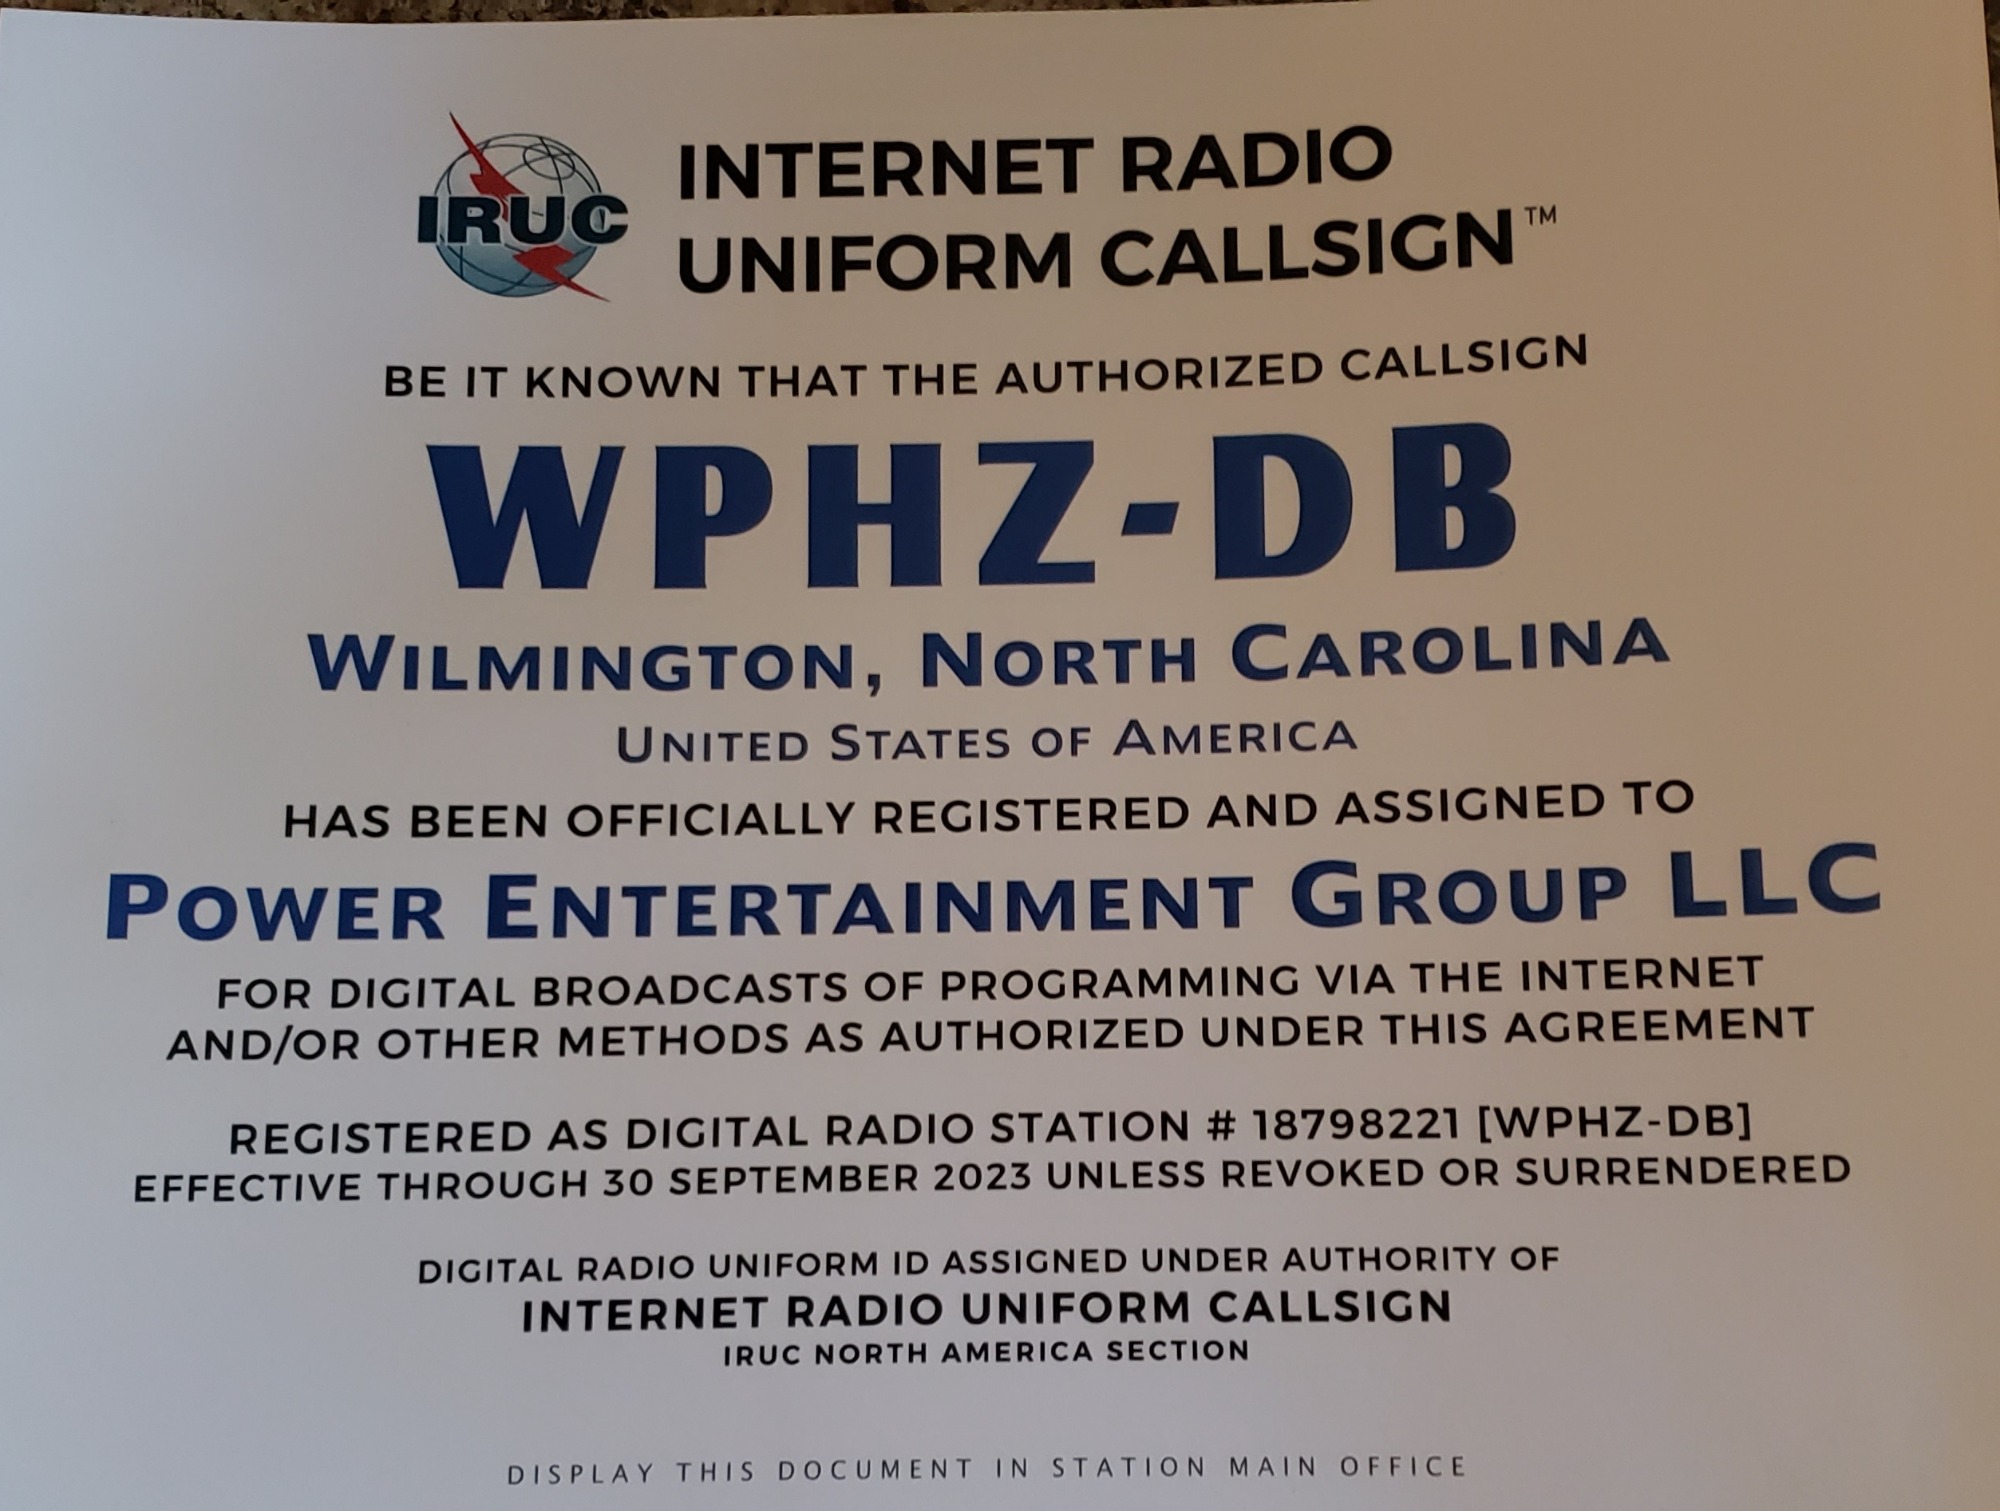 IRUC
INTERNET RADIO
UNIFORM CALLSIGN™
BE IT KNOWN THAT THE AUTHORIZED CALLSIGN
WPHZ-DB
WILMINGTON, NORTH CAROLINA
UNITED STATES OF AMERICA
HAS BEEN OFFICIALLY REGISTERED AND ASSIGNED TO
POWER ENTERTAINMENT GROUP LLC
FOR DIGITAL BROADCASTS OF PROGRAMMING VIA THE INTERNET
AND/OR OTHER METHODS AS AUTHORIZED UNDER THIS AGREEMENT
REGISTERED AS DIGITAL RADIO STATION # 18798221 [WPHZ-DB]
EFFECTIVE THROUGH 30 SEPTEMBER 2023 UNLESS REVOKED OR SURRENDERED
DIGITAL RADIO UNIFORM ID ASSIGNED UNDER AUTHORITY OF
INTERNET RADIO UNIFORM CALLSIGN
IRUC NORTH AMERICA SECTION
DISPLAY THIS DOCUMENT IN STATION MAIN OFFICE